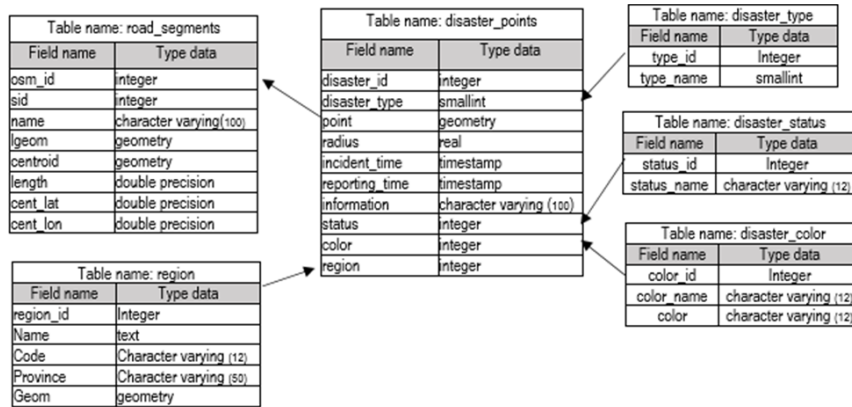 Table name: road_segments
Field name Type data
osm_id integer
sid integer
name character varying(100)
lgeom geometry
centroid geometry
length double precision
cent_lat double precision
cent_lon double precision
Table name: region
Field name Type data
region_id Integer
Name text
Code Character varying (12)
Province Character varying (50)
Geom geometry
Table name: disaster_points
Field name Type data
disaster_id integer
disaster_type smallint
point geometry
radius real
incident_time timestamp
reporting_time timestamp
information character varying (100)
status integer
color integer
region integer
Table name: disaster_type
Field name Type data
type_id Integer
type_name smallint
Table name: disaster_status
Field name Type data
status_id Integer
status_name character varying (12)
Table name: disaster_color
Field name Type data
color_id Integer
color_name character varying (12)
color character varying (12)